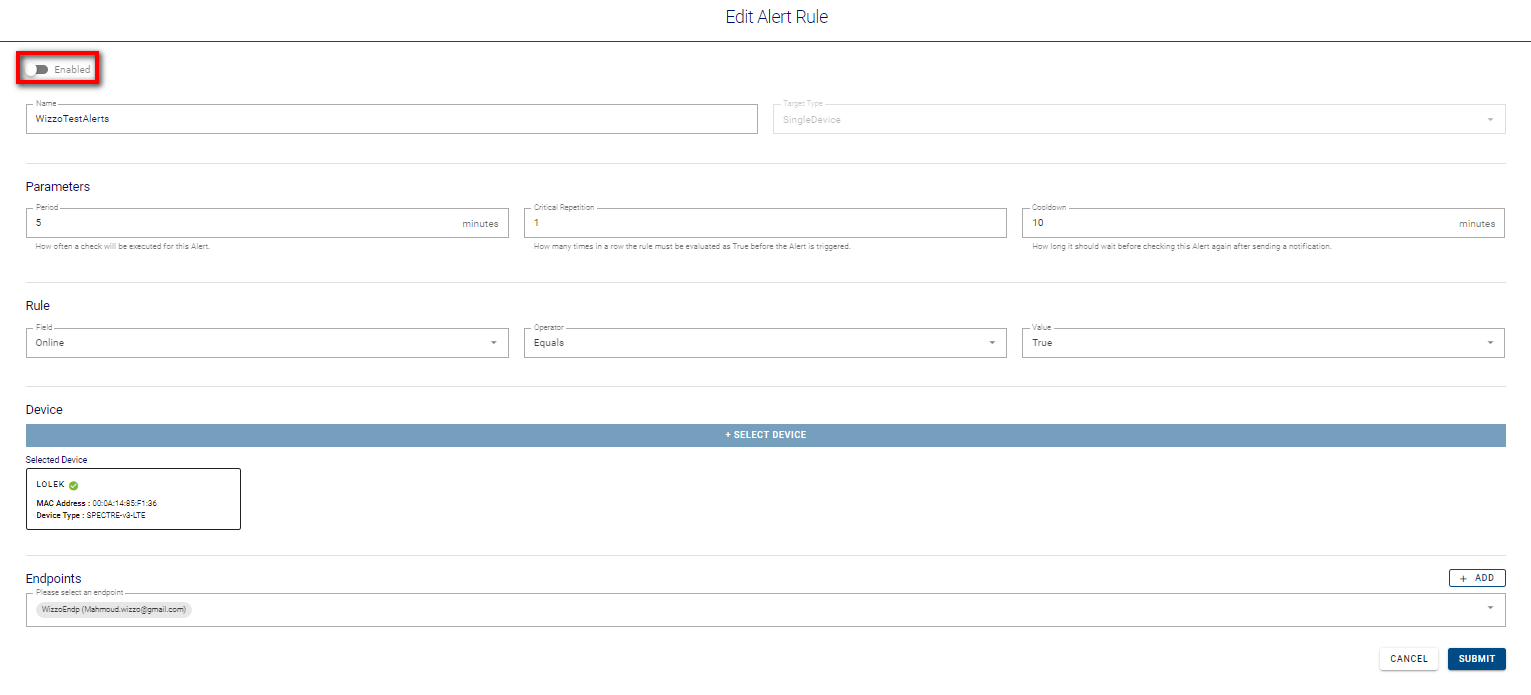 Edit Alert Rule
Enabled
Name
WizzoTestAlerts
Target Type
SingleDevice
Parameters
Period
5 minutes
How often a check will be executed for this Alert.
Critical Repetition
1
How many times in a row the rule must be evaluated as True before the Alert is triggered.
Cooldown
10 minutes
How long it should wait before checking this Alert again after sending a notification.
Rule
Field
Online
Operator
Equals
Value
True
Device
+ SELECT DEVICE
Selected Device
LOLEK
MAC Address : 00:0A:14:85:F1:36
Device Type : SPECTRE-v3-LTE
Endpoints
+ ADD
Please select an endpoint
WizzoEndp (Mahmoud.wizzo@gmail.com)
CANCEL
SUBMIT